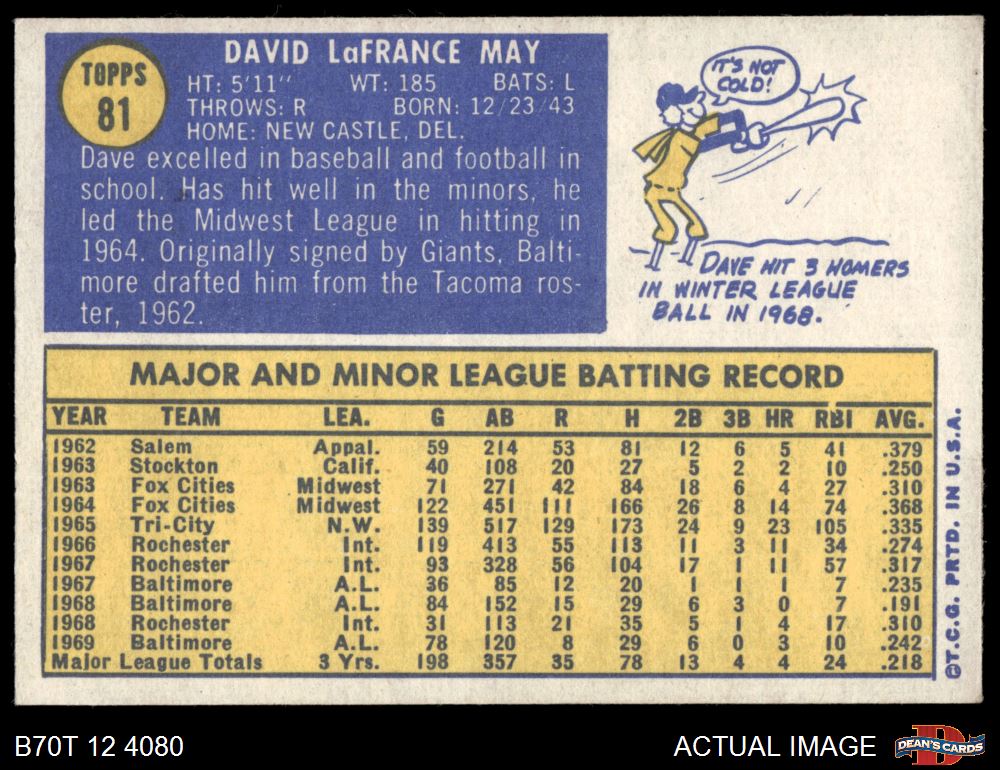 TOPPS
81
DAVID LaFRANCE MAY
HT: 5'11" WT: 185 BATS: L
THROWS: R BORN: 12/23/43
HOME: NEW CASTLE, DEL.
Dave excelled in baseball and football in
school. Has hit well in the minors, he
led the Midwest League in hitting in
1964. Originally signed by Giants, Balti-
more drafted him from the Tacoma ros-
ter, 1962.
IT'S NOT
COLD!
DAVE HIT 3 HOMERS
IN WINTER LEAGUE
BALL IN 1968.
MAJOR AND MINOR LEAGUE BATTING RECORD
YEAR TEAM LEA. G AB R H 2B 3B HR RBI AVG.
1962 Salem Appal. 59 214 53 81 12 6 5 41 .379
1963 Stockton Calif. 40 108 20 27 5 2 2 10 .250
1963 Fox Cities Midwest 71 271 42 84 18 6 4 27 .310
1964 Fox Cities Midwest 122 451 111 166 26 8 14 74 .368
1965 Tri-City N.W. 139 517 129 173 24 9 23 105 .335
1966 Rochester Int. 119 413 55 113 11 3 11 34 .274
1967 Rochester Int. 93 328 56 104 17 1 11 57 .317
1967 Baltimore A.L. 36 85 12 20 1 1 1 7 .235
1968 Baltimore A.L. 84 152 15 29 6 3 0 7 .191
1968 Rochester Int. 31 113 21 35 5 1 4 17 .310
1969 Baltimore A.L. 78 120 8 29 6 0 3 10 .242
Major League Totals 3 Yrs. 198 357 35 78 13 4 4 24 .218
©T.C.G. PRTD. IN U.S.A.
B70T 12 4080
ACTUAL IMAGE
D
DEAN'S CARDS